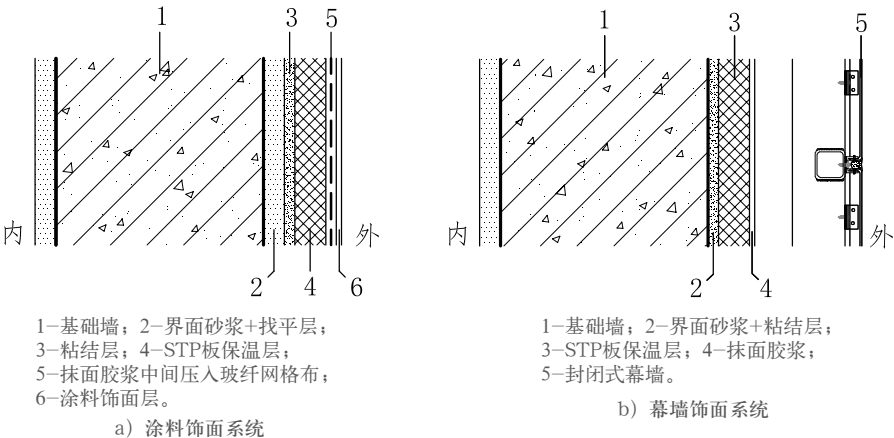 1 3 5
1 3 5
内 外
内 外
2 4 6
2 4
1—基础墙；2—界面砂浆+找平层；
3—粘结层；4—STP板保温层；
5—抹面胶浆中间压入玻纤网格布；
6—涂料饰面层。
a）涂料饰面系统
1—基础墙；2—界面砂浆+粘结层；
3—STP板保温层；4—抹面胶浆；
5—封闭式幕墙。
b）幕墙饰面系统